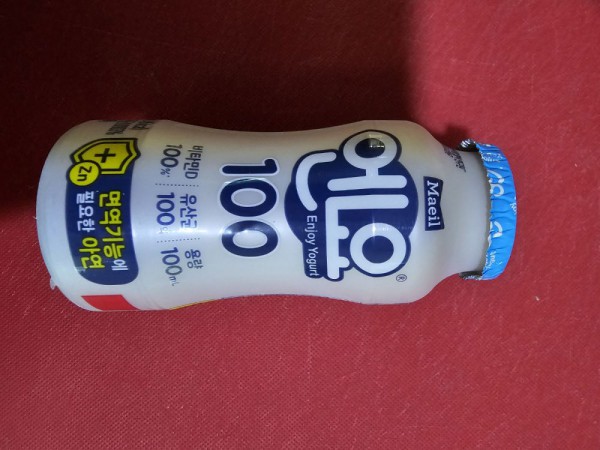 Maeil
엔요®
Enjoy Yogurt
100
비타민D 유산균 용량
100% 100억 100mL
Zn
면역기능에
필요한 아연